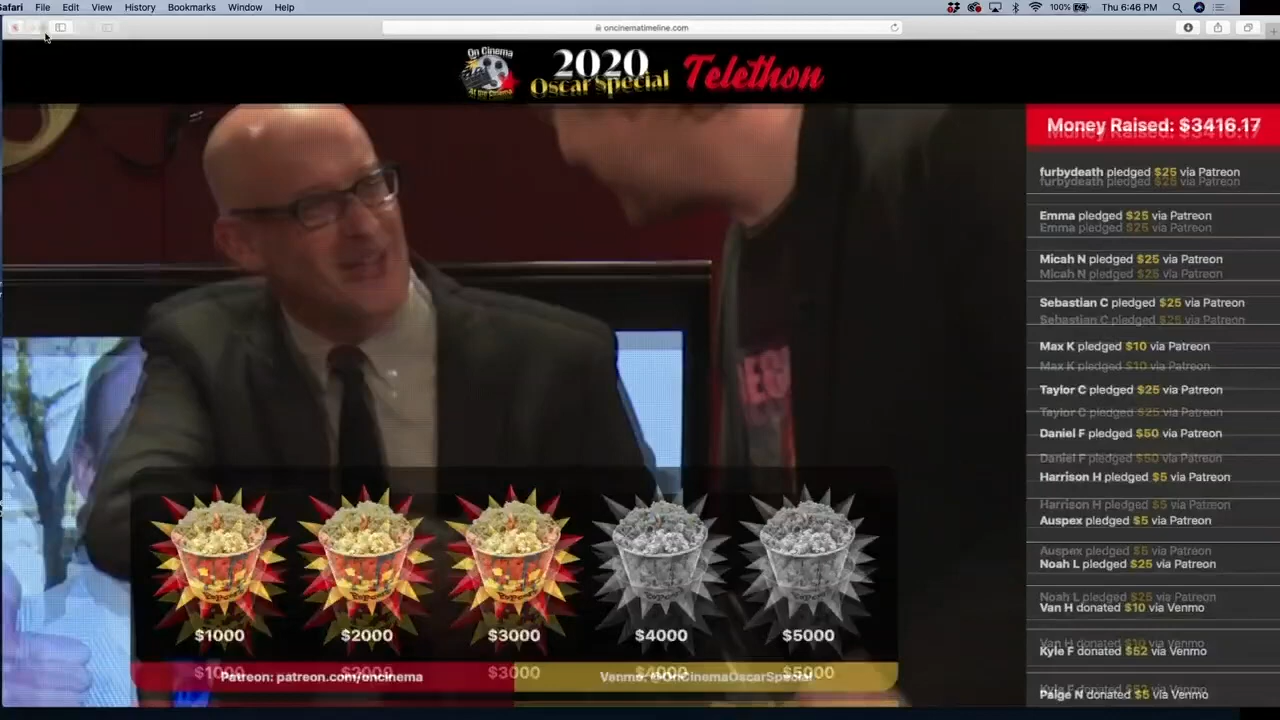 Safari File Edit View History Bookmarks Window Help 100% Thu 6:46 PM
oncinematimeline.com
On Cinema
At the Cinema
2020
Oscar Special
Telethon
Money Raised: $3416.17
furbydeath pledged $25 via Patreon
Emma pledged $25 via Patreon
Micah N pledged $25 via Patreon
Sebastian C pledged $25 via Patreon
Max K pledged $10 via Patreon
Taylor C pledged $25 via Patreon
Daniel F pledged $50 via Patreon
Harrison H pledged $5 via Patreon
Auspex pledged $5 via Patreon
Noah L pledged $25 via Patreon
Van H donated $10 via Venmo
Kyle F donated $52 via Venmo
Paige N donated $5 via Venmo
$1000 $2000 $3000 $4000 $5000
Patreon: patreon.com/oncinema
Venmo: @OnCinemaOscarSpecial